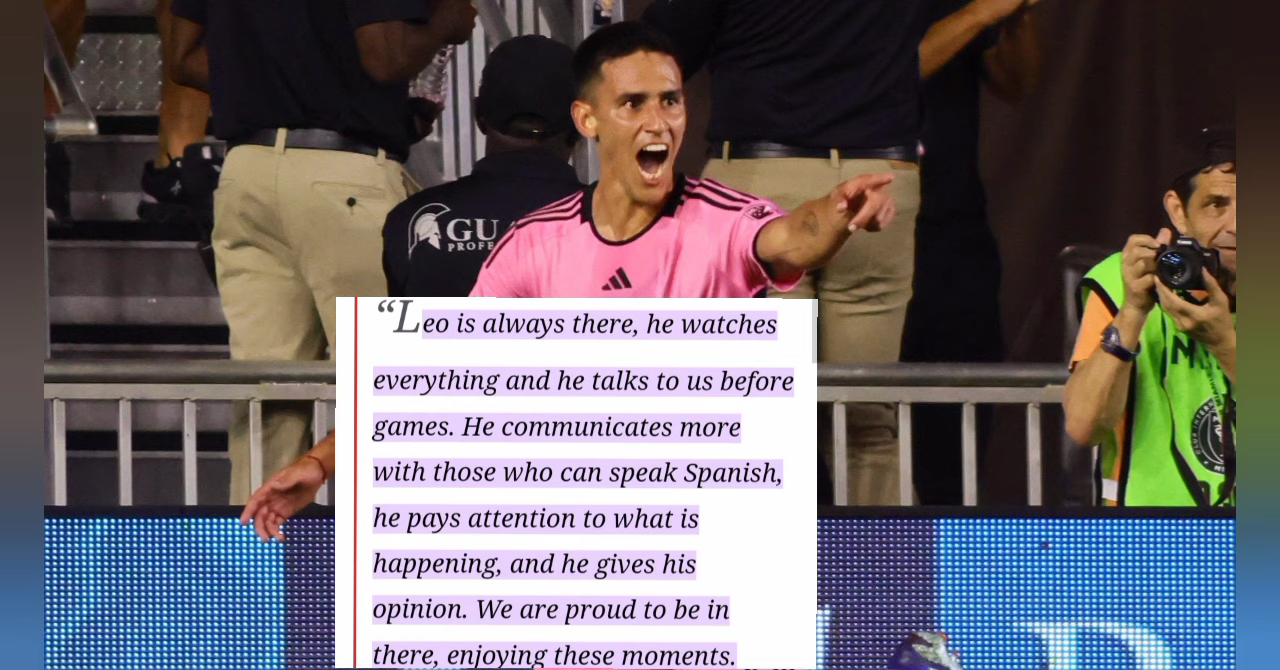 GU
PROFE
“Leo is always there, he watches
everything and he talks to us before
games. He communicates more
with those who can speak Spanish,
he pays attention to what is
happening, and he gives his
opinion. We are proud to be in
there, enjoying these moments.